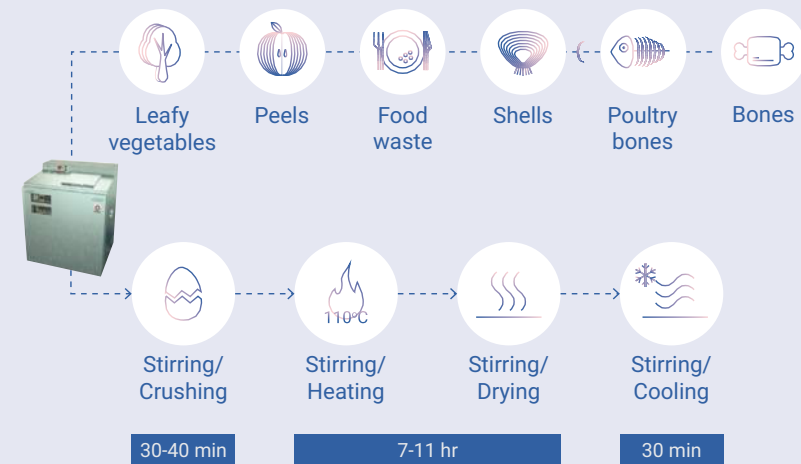 Leafy
vegetables
Peels
Food
waste
Shells
Poultry
bones
Bones
110°C
Stirring/
Crushing
Stirring/
Heating
Stirring/
Drying
Stirring/
Cooling
30-40 min
7-11 hr
30 min